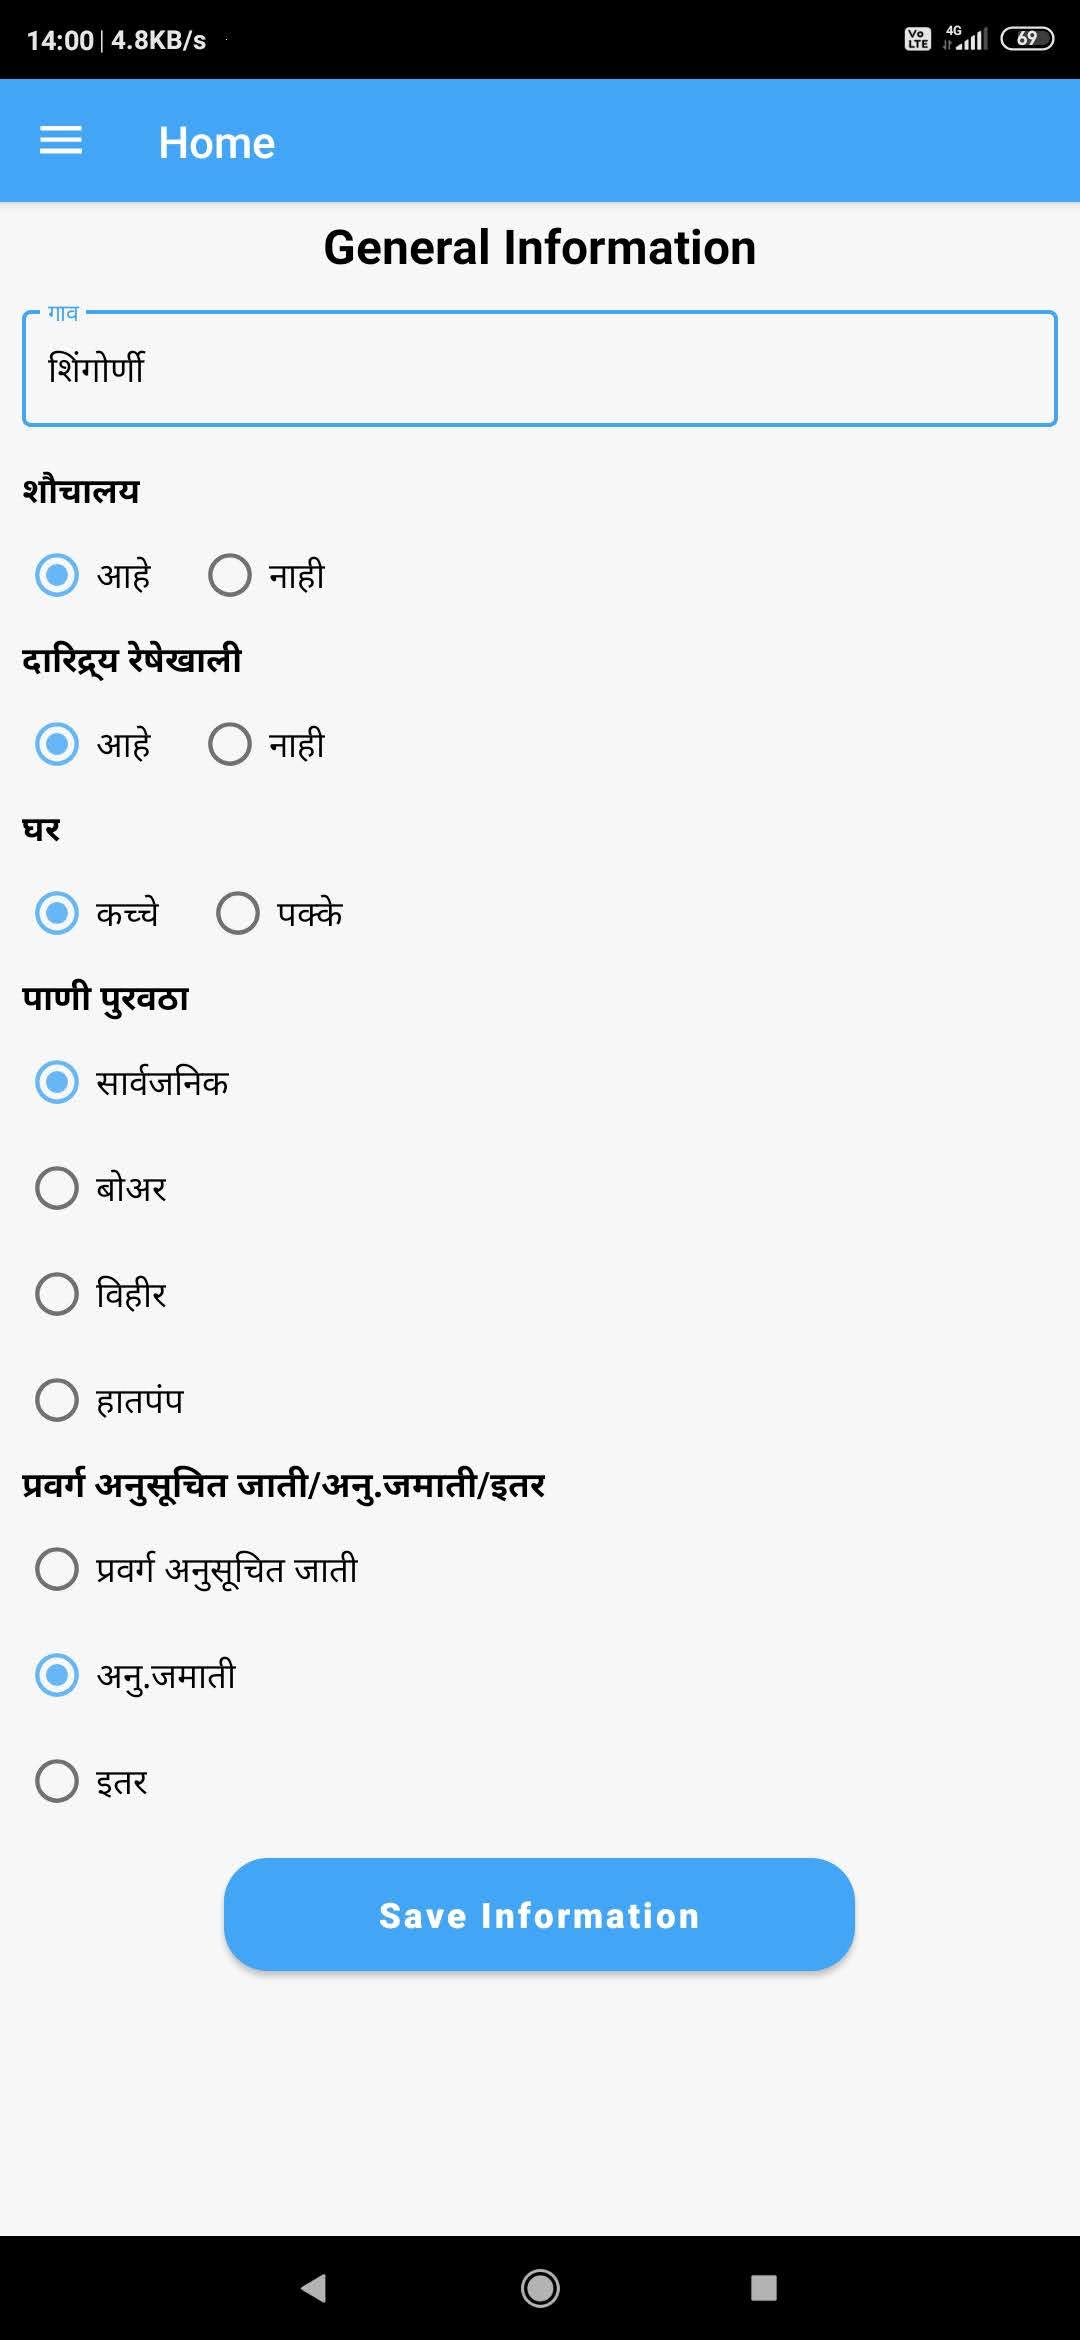 14:00 | 4.8KB/s
Vo LTE 4G 69
Home
General Information
गाव
शिंगोर्णी
शौचालय
आहे नाही
दारिद्र्य रेषेखाली
आहे नाही
घर
कच्चे पक्के
पाणी पुरवठा
सार्वजनिक
बोअर
विहीर
हातपंप
प्रवर्ग अनुसूचित जाती/अनु.जमाती/इतर
प्रवर्ग अनुसूचित जाती
अनु.जमाती
इतर
Save Information